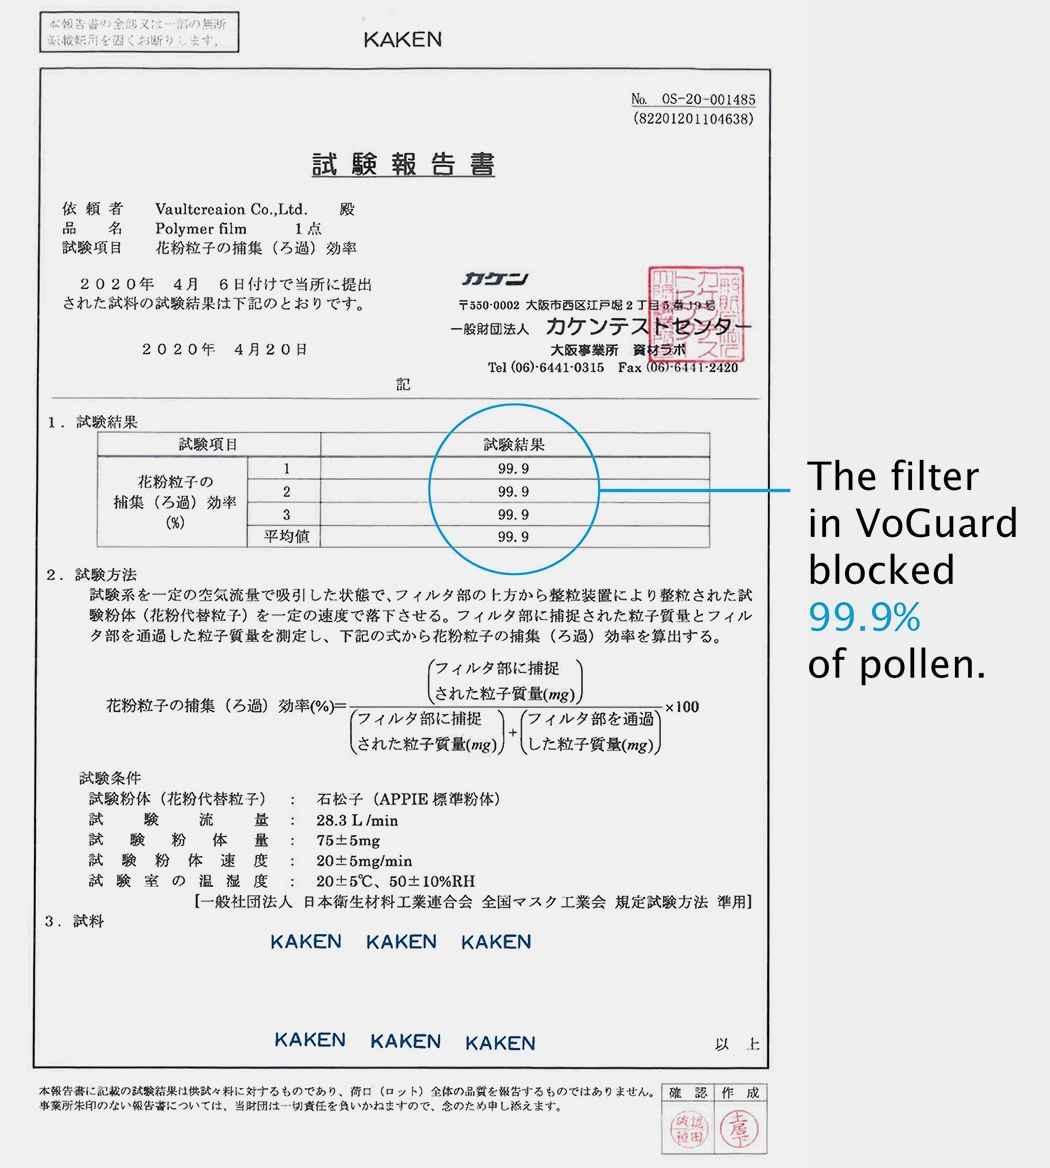 本報告書の全部又は一部の無断
転載転用を固くお断りします。
KAKEN
No. OS-20-001485
(82201201104638)
試験報告書
依頼者 Vaultcreaion Co.,Ltd. 殿
品名 Polymer film 1点
試験項目 花粉粒子の捕集（ろ過）効率
2020年 4月 6日付けで当所に提出
された試料の試験結果は下記のとおりです。
2020年 4月20日
カケン
〒550-0002 大阪市西区江戸堀2丁目5番19号
一般財団法人 カケンテストセンター
大阪事業所 資材ラボ
Tel (06)-6441-0315 Fax (06)-6441-2420
記
1. 試験結果
試験項目 試験結果
花粉粒子の捕集（ろ過）効率(%)
1 99.9
2 99.9
3 99.9
平均値 99.9
The filter
in VoGuard
blocked
99.9%
of pollen.
2. 試験方法
試験系を一定の空気流量で吸引した状態で、フィルタ部の上方から整粒装置により整粒された試
験粉体（花粉代替粒子）を一定の速度で落下させる。フィルタ部に捕捉された粒子質量とフィル
タ部を通過した粒子質量を測定し、下記の式から花粉粒子の捕集（ろ過）効率を算出する。
フィルタ部に捕捉
された粒子質量(mg)
花粉粒子の捕集（ろ過）効率(%)= ×100
フィルタ部に捕捉 + フィルタ部を通過
された粒子質量(mg) した粒子質量(mg)
試験条件
試験粉体（花粉代替粒子） : 石松子（APPIE 標準粉体）
試験流量 : 28.3 L/min
試験粉体量 : 75±5mg
試験粉体速度 : 20±5mg/min
試験室の温湿度 : 20±5℃、50±10%RH
[一般社団法人 日本衛生材料工業連合会 全国マスク工業会 規定試験方法 準用]
3. 試料
KAKEN KAKEN KAKEN
KAKEN KAKEN KAKEN
以上
本報告書に記載の試験結果は供試々料に対するものであり、荷口（ロット）全体の品質を報告するものではありません。
事業所朱印のない報告書については、当財団は一切責任を負いかねますので、念のため申し添えます。
確認 作成
土居下